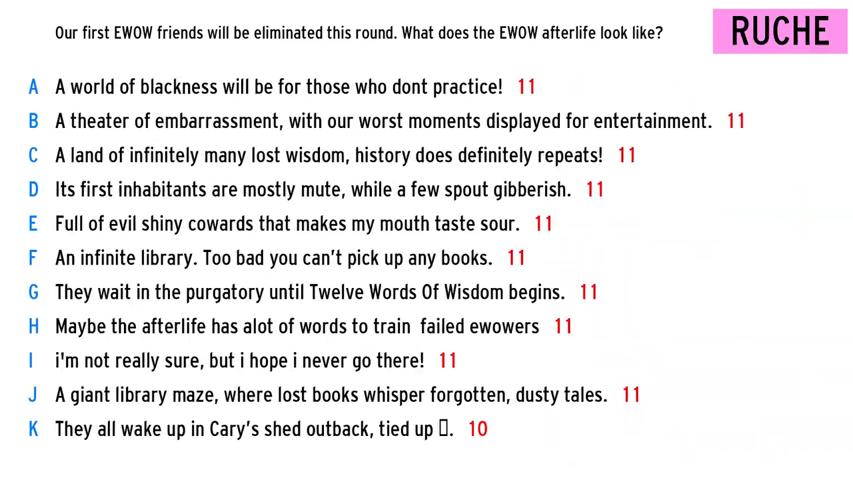 Our first EWOW friends will be eliminated this round. What does the EWOW afterlife look like?
RUCHE
A A world of blackness will be for those who dont practice! 11
B A theater of embarrassment, with our worst moments displayed for entertainment. 11
C A land of infinitely many lost wisdom, history does definitely repeats! 11
D Its first inhabitants are mostly mute, while a few spout gibberish. 11
E Full of evil shiny cowards that makes my mouth taste sour. 11
F An infinite library. Too bad you can't pick up any books. 11
G They wait in the purgatory until Twelve Words Of Wisdom begins. 11
H Maybe the afterlife has alot of words to train  failed ewowers 11
I i'm not really sure, but i hope i never go there! 11
J A giant library maze, where lost books whisper forgotten, dusty tales. 11
K They all wake up in Cary's shed outback, tied up ▯. 10